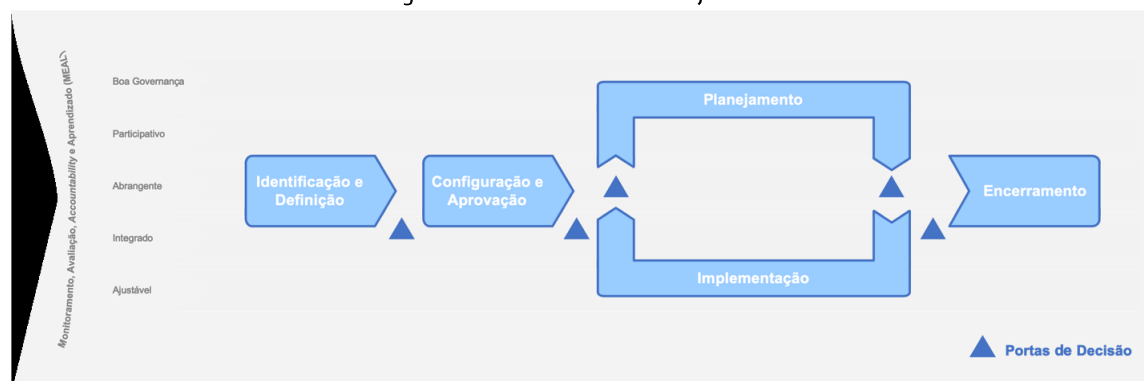 Monitoramento, Avaliação, Accountability e Aprendizado (MEAL)
Boa Governança
Participativo
Abrangente
Integrado
Ajustável
Identificação e
Definição
Configuração e
Aprovação
Planejamento
Implementação
Encerramento
Portas de Decisão